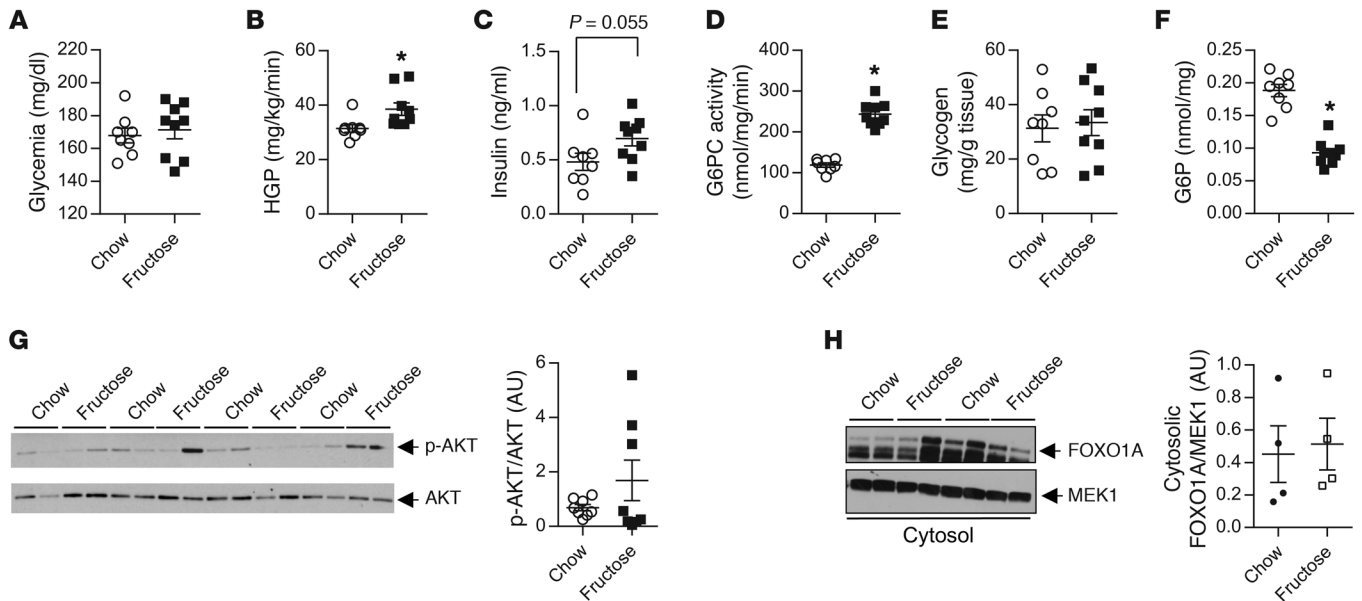 A
Glycemia (mg/dl)
220
200
180
160
140
120
Chow
Fructose
B
HGP (mg/kg/min)
60
40
20
0
*
Chow
Fructose
C
P = 0.055
Insulin (ng/ml)
1.5
1.0
0.5
0.0
Chow
Fructose
D
G6PC activity
(nmol/mg/min)
400
300
200
100
0
*
Chow
Fructose
E
Glycogen
(mg/g tissue)
60
40
20
0
Chow
Fructose
F
G6P (nmol/mg)
0.25
0.20
0.15
0.10
0.05
0.00
*
Chow
Fructose
G
Chow
Fructose
Chow
Fructose
Chow
Fructose
Chow
Fructose
p-AKT
AKT
p-AKT/AKT (AU)
6
4
2
0
Chow
Fructose
H
Chow
Fructose
Chow
Fructose
FOXO1A
MEK1
Cytosol
Cytosolic
FOXO1A/MEK1 (AU)
1.0
0.8
0.6
0.4
0.2
0.0
Chow
Fructose